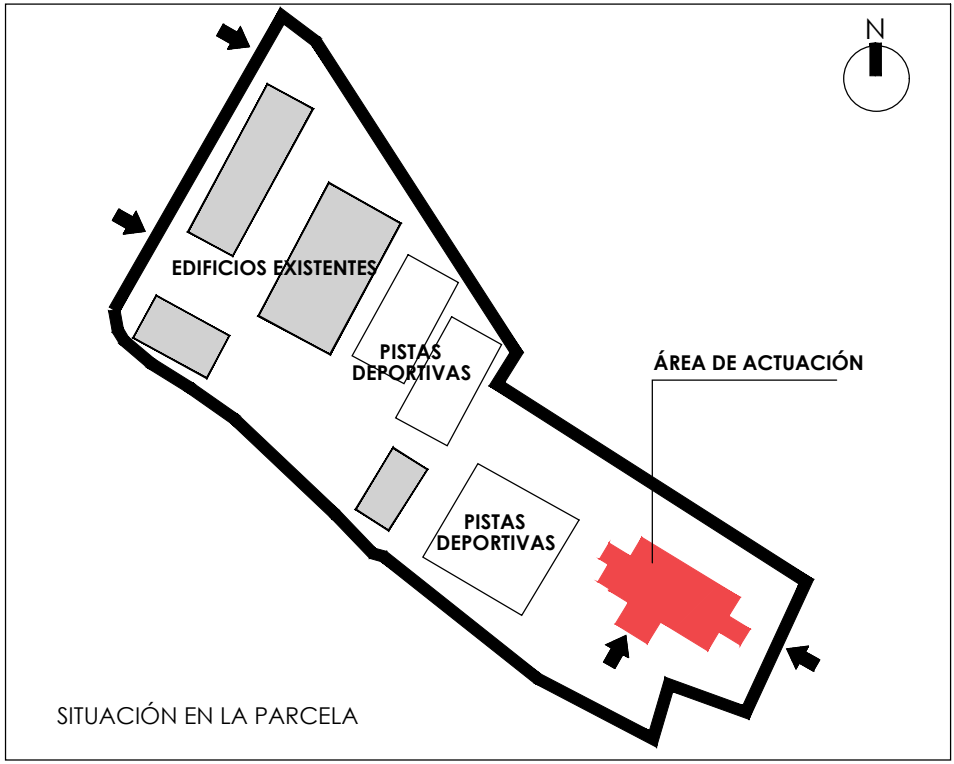 N
EDIFICIOS EXISTENTES
PISTAS
DEPORTIVAS
ÁREA DE ACTUACIÓN
PISTAS
DEPORTIVAS
SITUACIÓN EN LA PARCELA